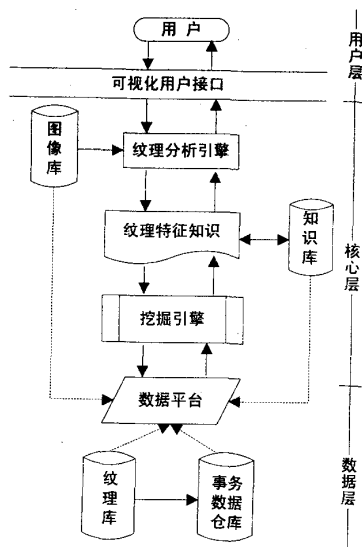 用户
可视化用户接口
图像库
纹理分析引擎
纹理特征知识
知识库
挖掘引擎
数据平台
纹理库
事务数据仓库
用户层
核心层
数据层